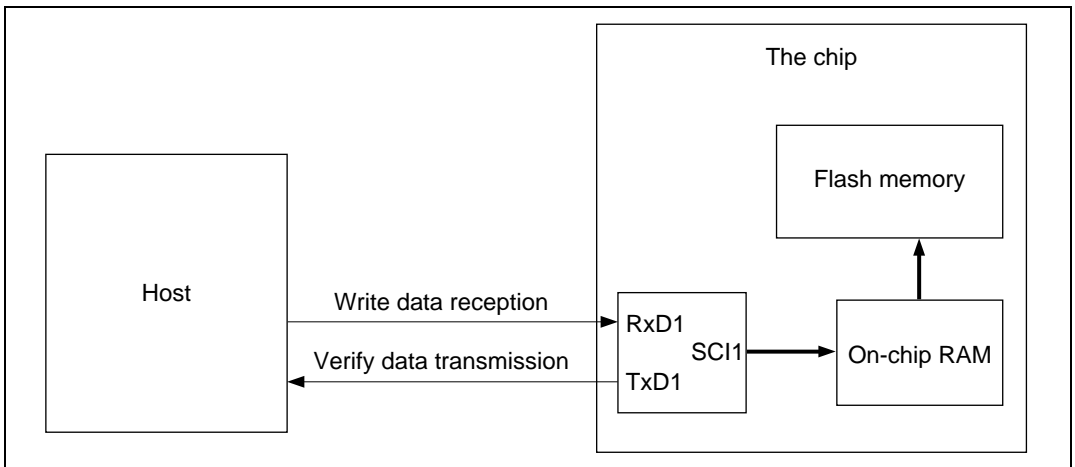 The chip
Flash memory
Host
Write data reception
RxD1
SCI1
On-chip RAM
Verify data transmission
TxD1